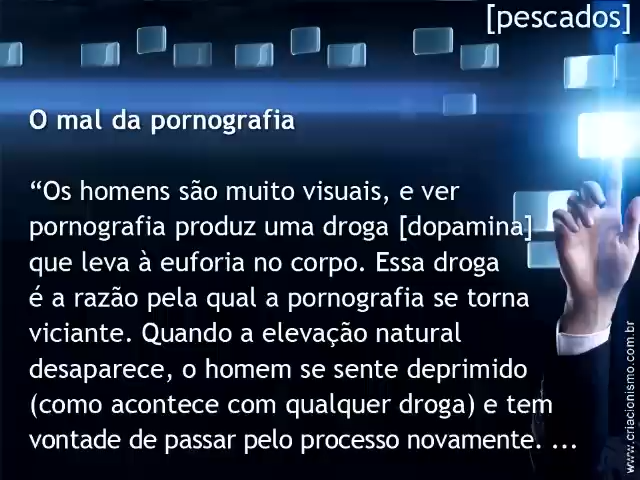 [pescados]
O mal da pornografia
“Os homens são muito visuais, e ver
pornografia produz uma droga [dopamina]
que leva à euforia no corpo. Essa droga
é a razão pela qual a pornografia se torna
viciante. Quando a elevação natural
desaparece, o homem se sente deprimido
(como acontece com qualquer droga) e tem
vontade de passar pelo processo novamente. ...
www.criacionismo.com.br